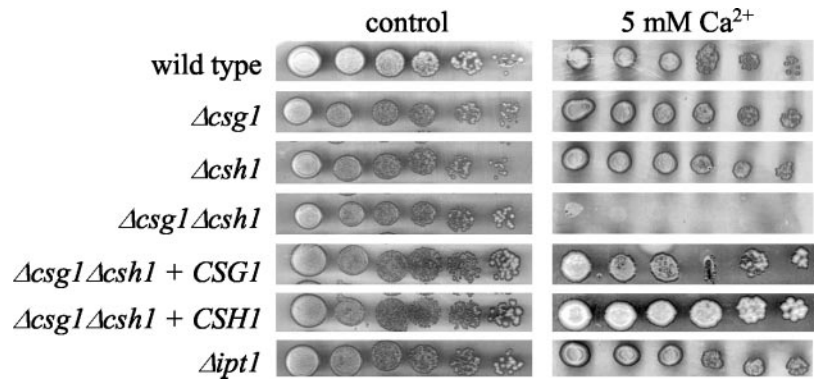 control 5 mM Ca²⁺
wild type
Δcsg1
Δcsh1
Δcsg1Δcsh1
Δcsg1Δcsh1 + CSG1
Δcsg1Δcsh1 + CSH1
Δipt1